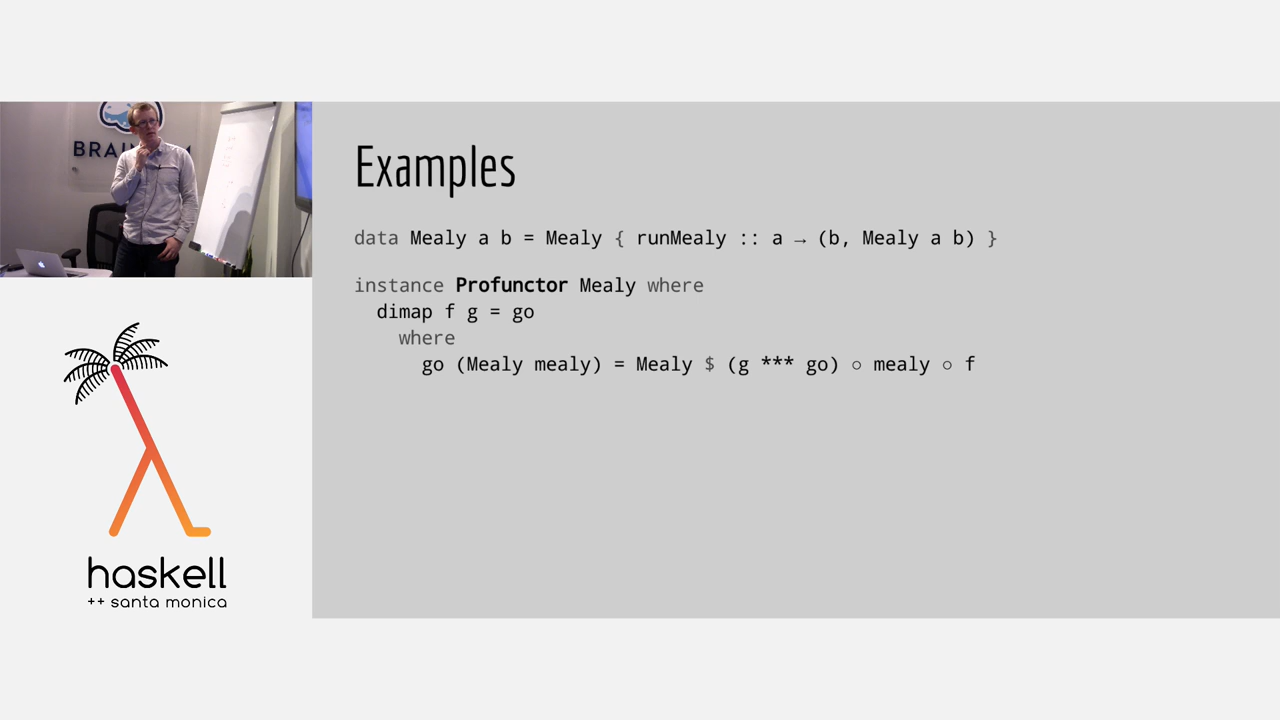 BRAIN
Examples
data Mealy a b = Mealy { runMealy :: a → (b, Mealy a b) }
instance Profunctor Mealy where
dimap f g = go
where
go (Mealy mealy) = Mealy $ (g *** go) ○ mealy ○ f
haskell
++ santa monica